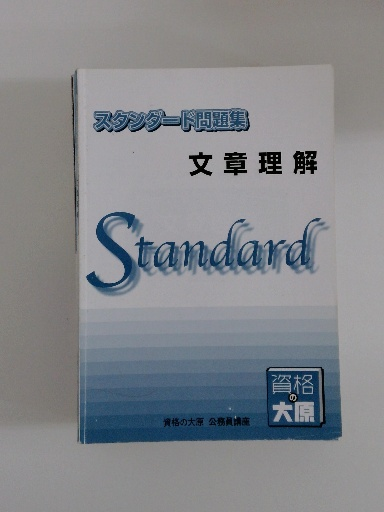 スタンダード問題集
文章理解
Standard
資格
の
大原
資格の大原 公務員講座